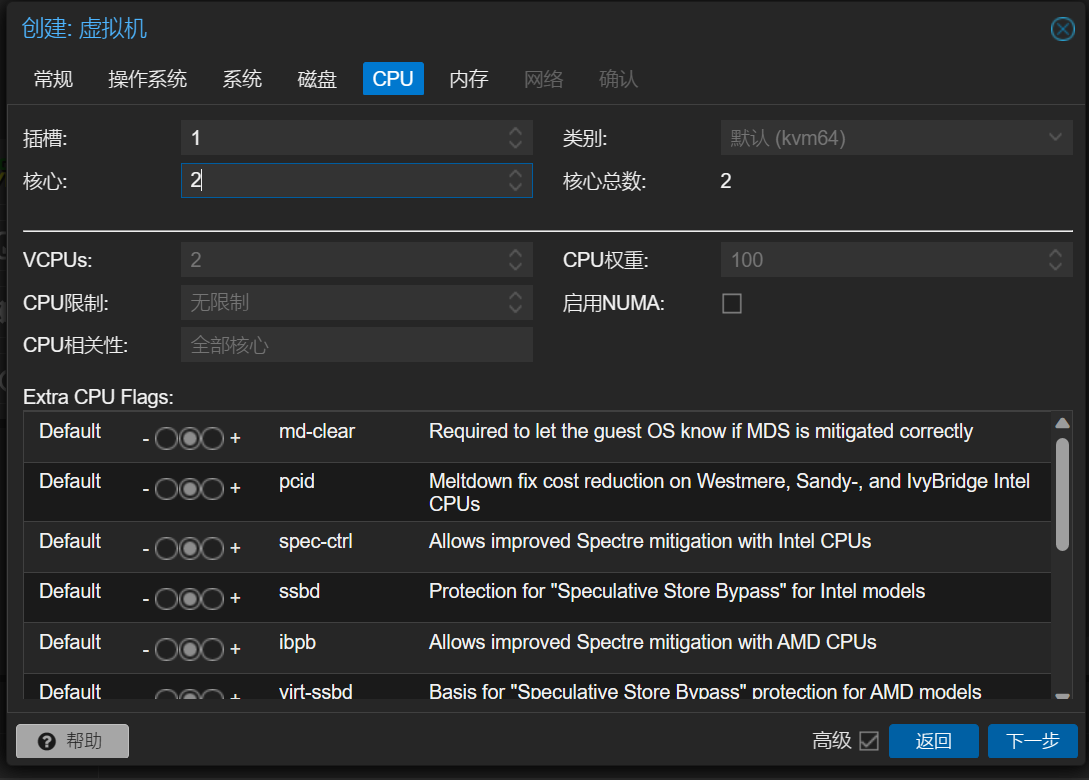 创建: 虚拟机
常规 操作系统 系统 磁盘 CPU 内存 网络 确认
插槽: 1 类别: 默认 (kvm64)
核心: 2 核心总数: 2
VCPUs: 2 CPU权重: 100
CPU限制: 无限制 启用NUMA:
CPU相关性: 全部核心
Extra CPU Flags:
Default - + md-clear Required to let the guest OS know if MDS is mitigated correctly
Default - + pcid Meltdown fix cost reduction on Westmere, Sandy-, and IvyBridge Intel
CPUs
Default - + spec-ctrl Allows improved Spectre mitigation with Intel CPUs
Default - + ssbd Protection for "Speculative Store Bypass" for Intel models
Default - + ibpb Allows improved Spectre mitigation with AMD CPUs
Default - + virt-ssbd Basis for "Speculative Store Bypass" protection for AMD models
? 帮助 高级 返回 下一步